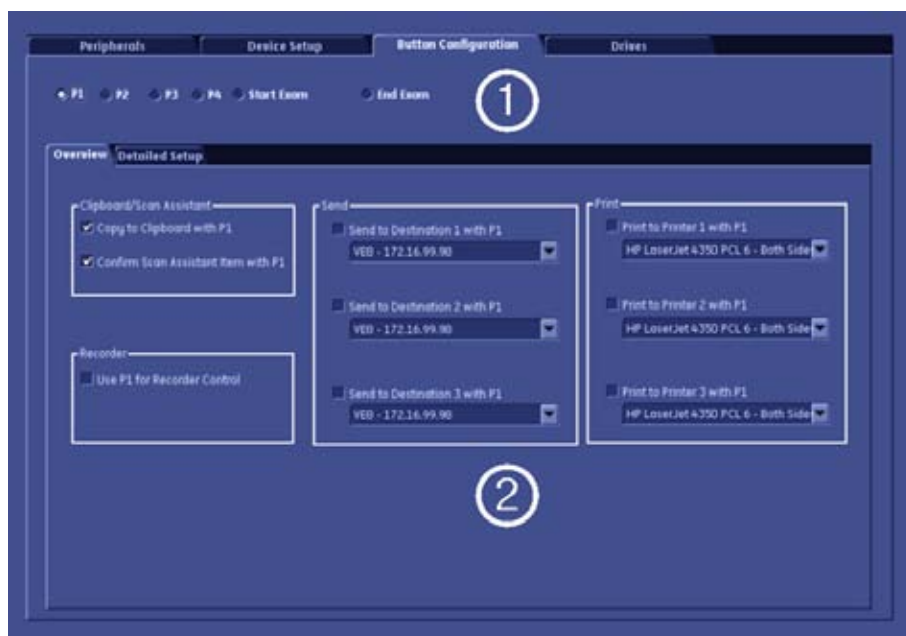 Peripherals Device Setup Button Configuration Drives
P1 P2 P3 P4 Start Exam End Exam
1
Overview Detailed Setup
Clipboard/Scan Assistant
Copy to Clipboard with P1
Confirm Scan Assistant Item with P1
Recorder
Use P1 for Recorder Control
Send
Send to Destination 1 with P1
VEB - 172.16.99.90
Send to Destination 2 with P1
VEB - 172.16.99.90
Send to Destination 3 with P1
VEB - 172.16.99.90
Print
Print to Printer 1 with P1
HP LaserJet 4350 PCL 6 - Both Side
Print to Printer 2 with P1
HP LaserJet 4350 PCL 6 - Both Side
Print to Printer 3 with P1
HP LaserJet 4350 PCL 6 - Both Side
2